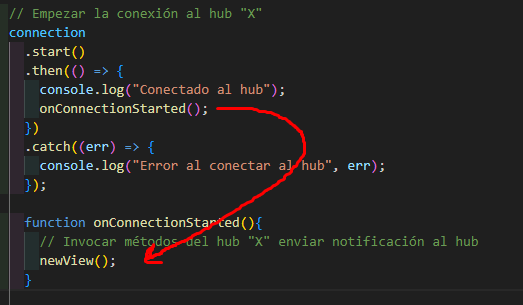 // Empezar la conexión al hub "X"
connection
.start()
.then(() => {
console.log("Conectado al hub");
onConnectionStarted();
})
.catch((err) => {
console.log("Error al conectar al hub", err);
});
function onConnectionStarted(){
// Invocar métodos del hub "X" enviar notificación al hub
newView();
}